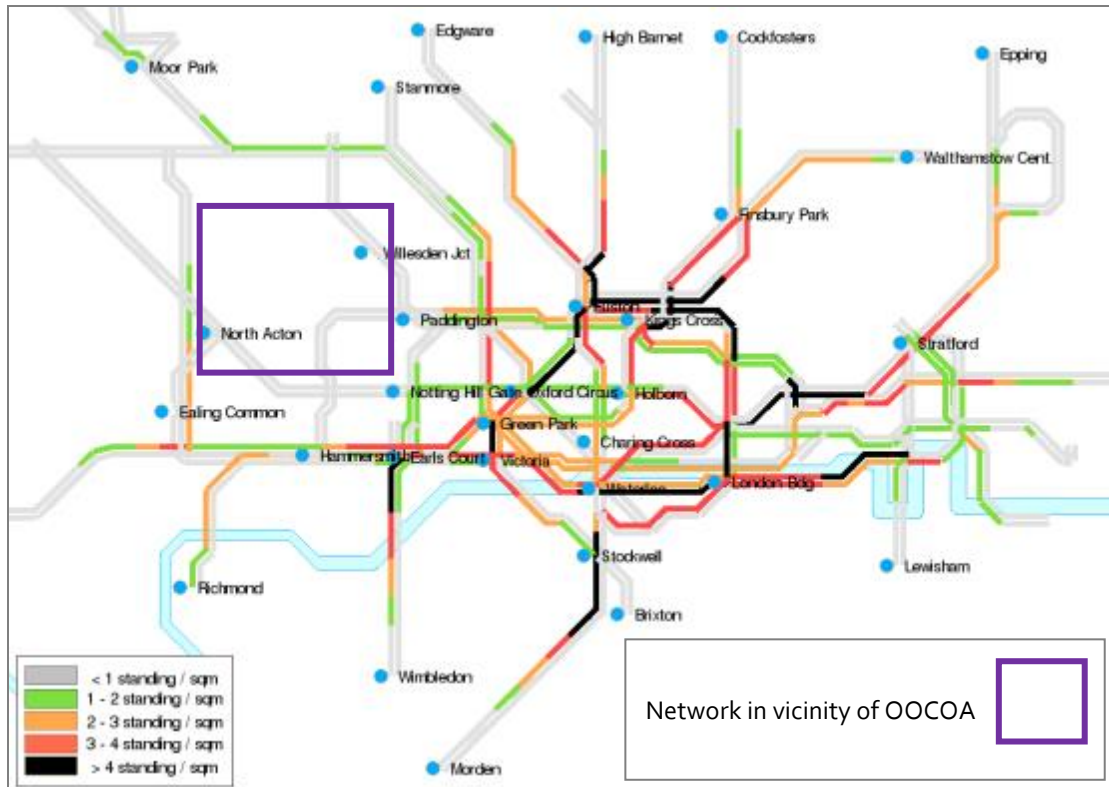 Edgware
High Barnet
Cockfosters
Epping
Moor Park
Stanmore
Walthamstow Cent.
Finsbury Park
Willesden Jct
Euston
Paddington
Kings Cross
North Acton
Stratford
Notting Hill Gate
Oxford Circus
Holborn
Ealing Common
Green Park
Charing Cross
Hammersmith
Earls Court
Victoria
Waterloo
London Bdg
Stockwell
Lewisham
Richmond
Brixton
Wimbledon
Morden
< 1 standing / sqm
1 - 2 standing / sqm
2 - 3 standing / sqm
3 - 4 standing / sqm
> 4 standing / sqm
Network in vicinity of OOCOA